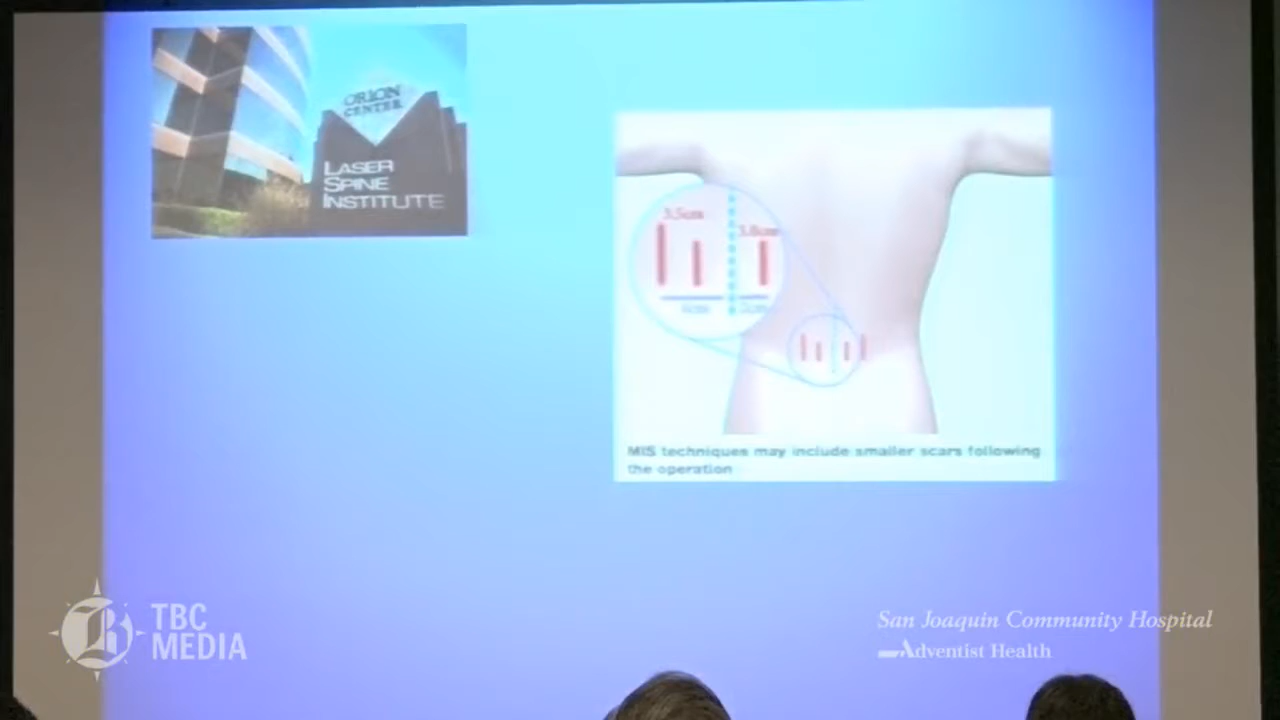 ORION
CENTER
LASER
SPINE
INSTITUTE
3.5cm
3.0cm
MIS techniques may include smaller scars following
the operation
TBC
MEDIA
San Joaquin Community Hospital
Adventist Health